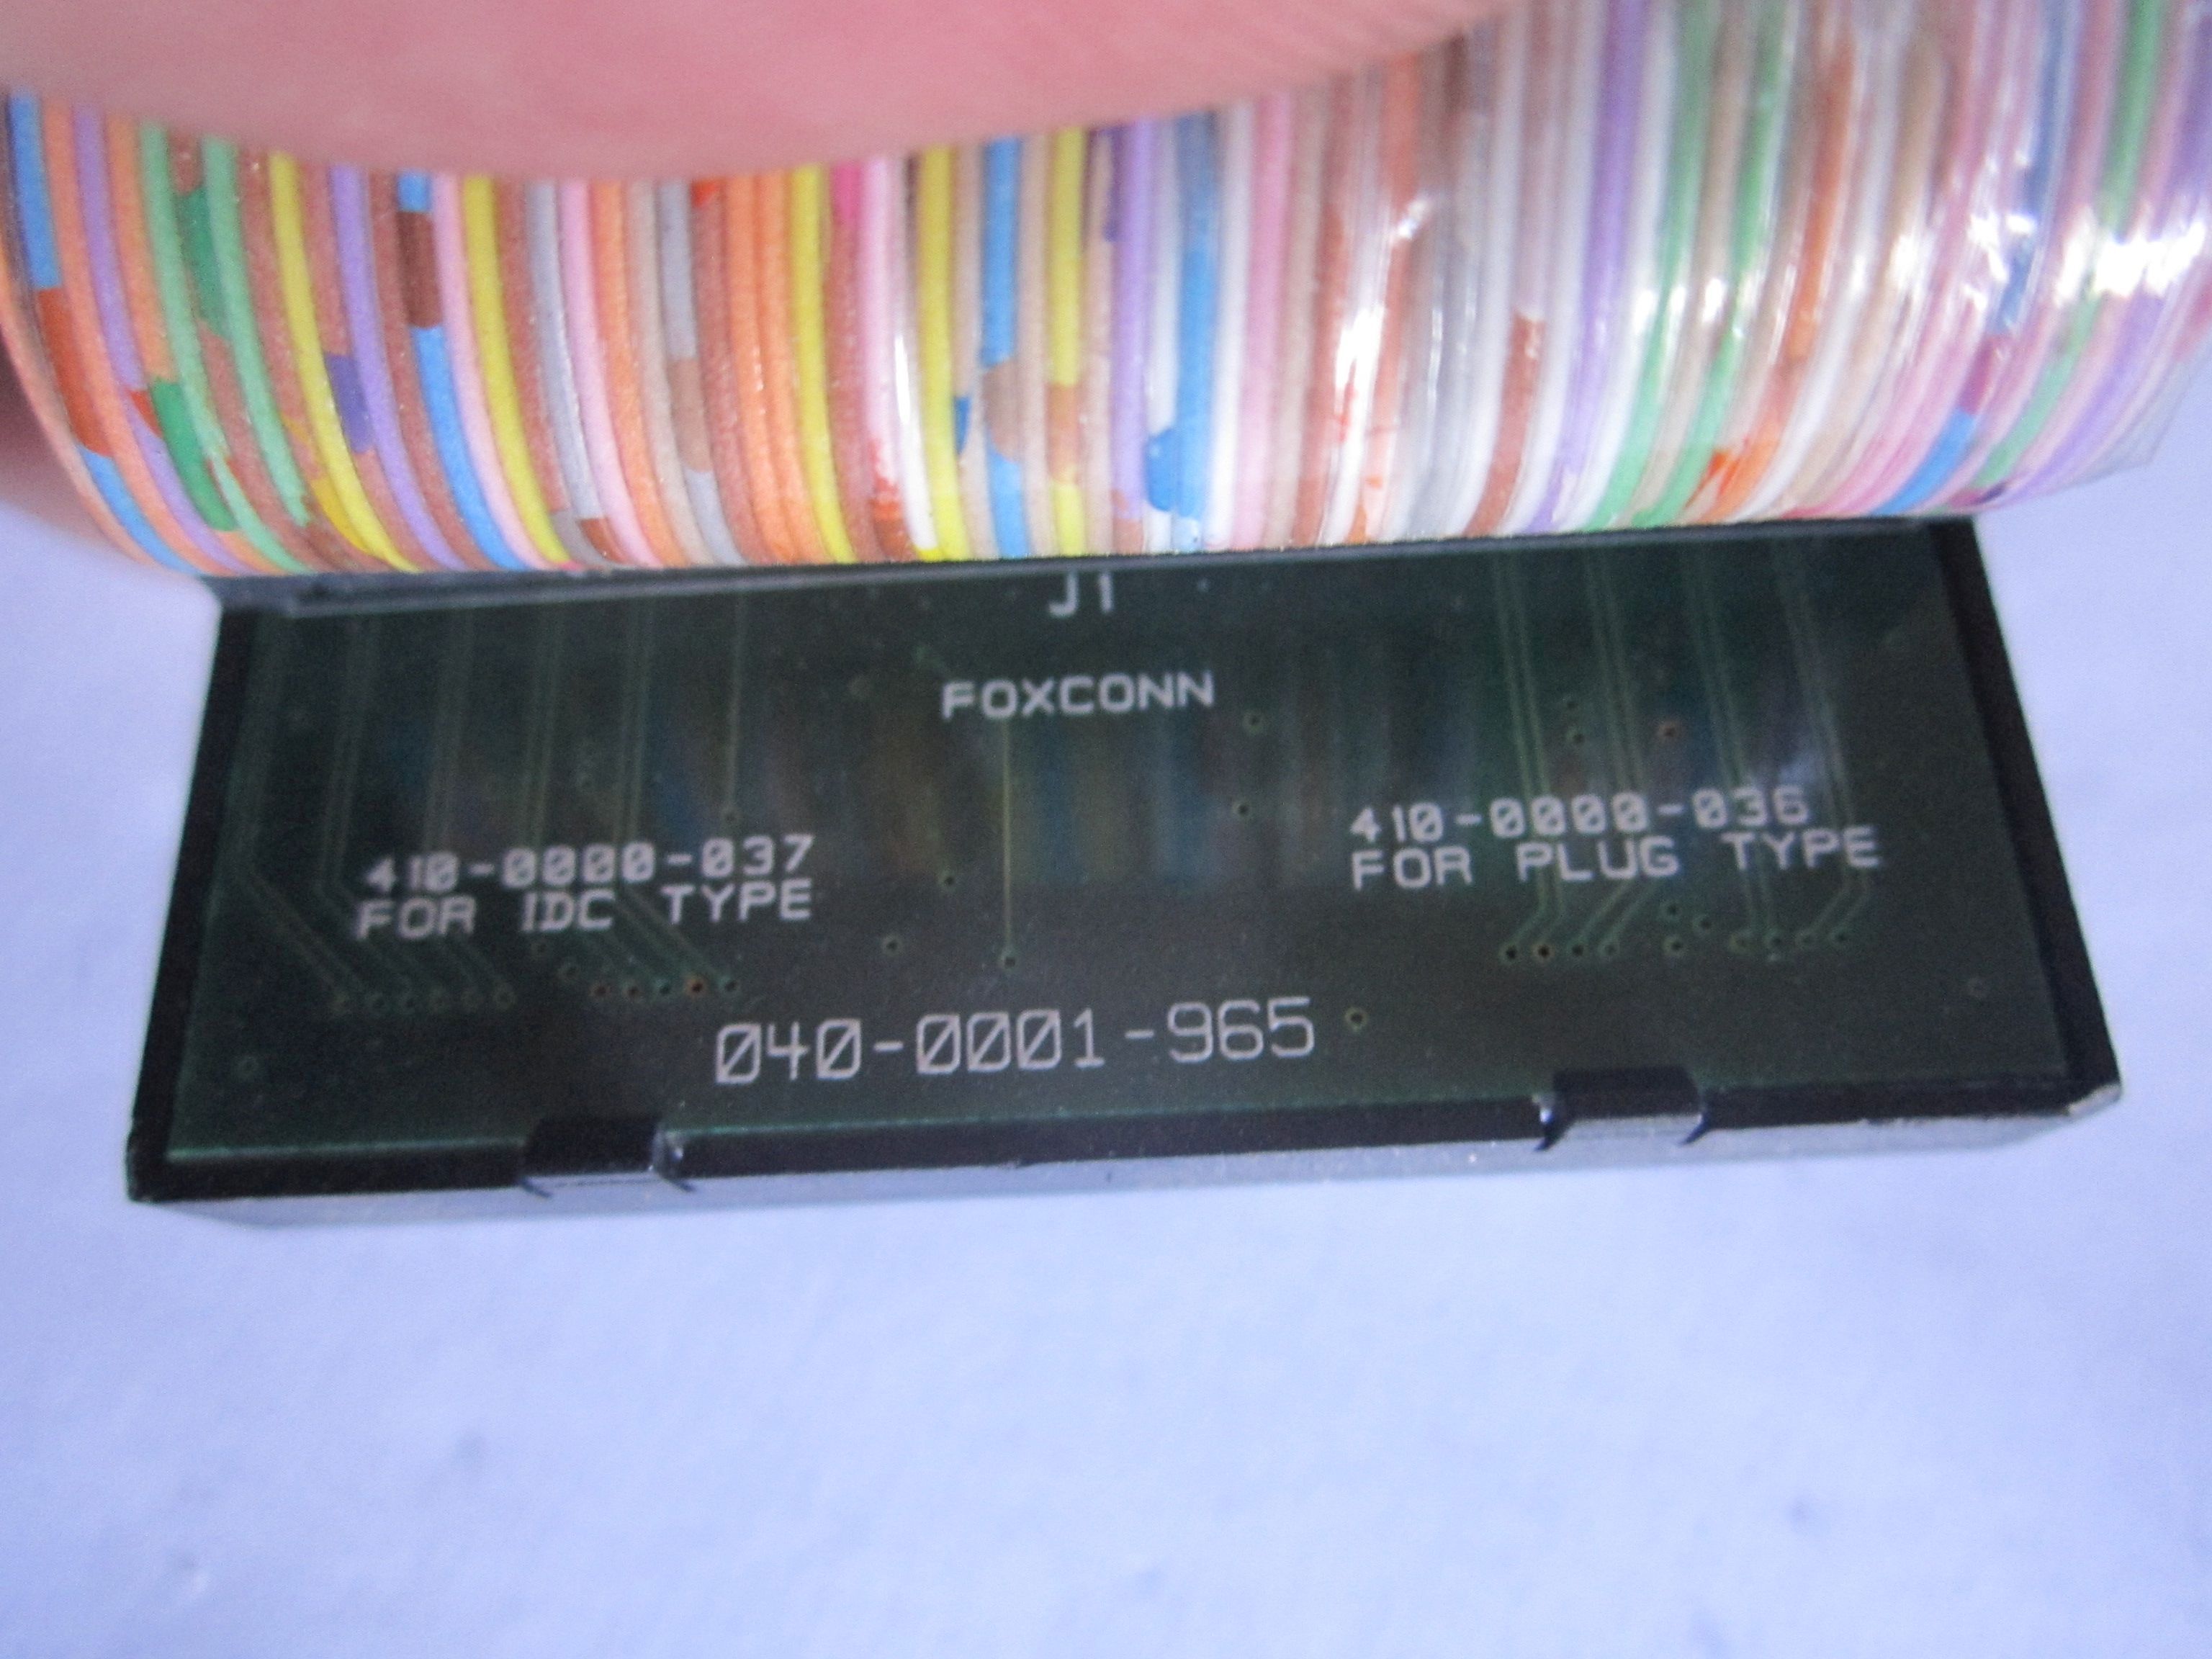 J1
FOXCONN
410-0000-037
FOR IDC TYPE
410-0000-036
FOR PLUG TYPE
040-0001-965